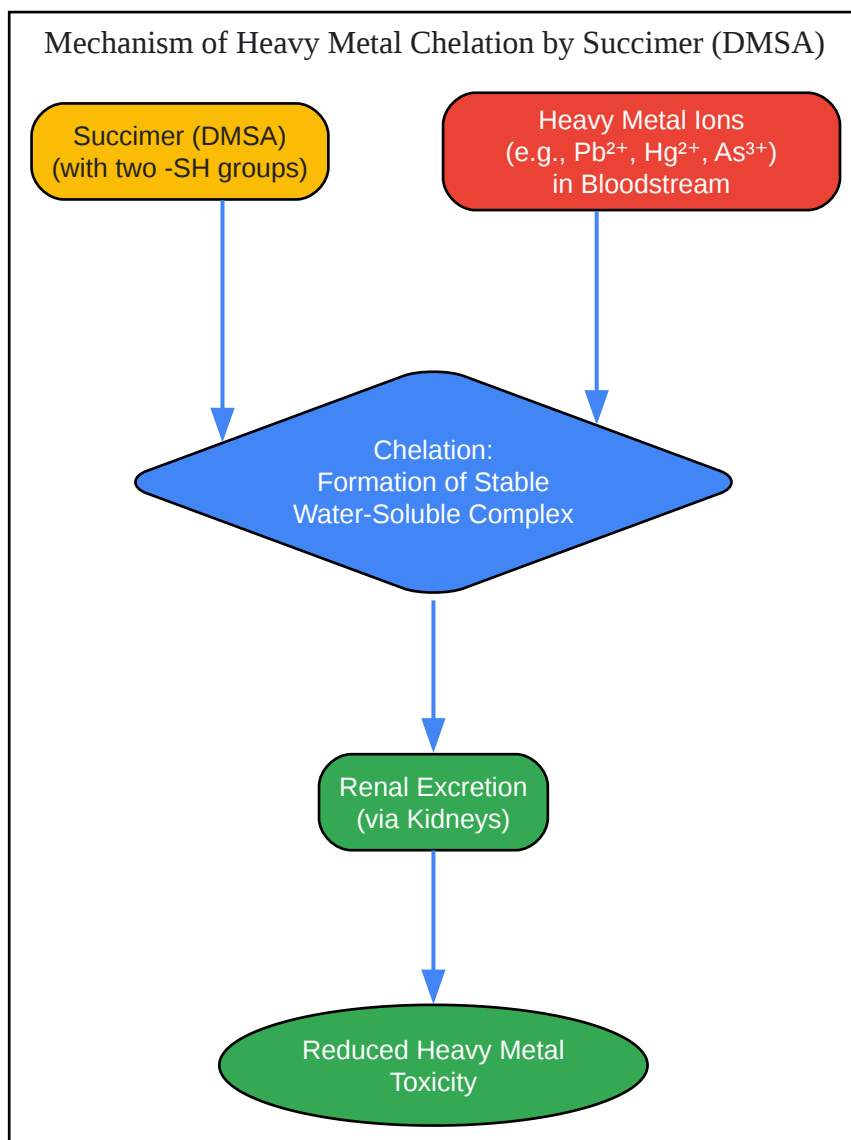 Mechanism of Heavy Metal Chelation by Succimer (DMSA)
Succimer (DMSA)
(with two -SH groups)
Heavy Metal Ions
(e.g., Pb²⁺, Hg²⁺, As³⁺)
in Bloodstream
Chelation:
Formation of Stable
Water-Soluble Complex
Renal Excretion
(via Kidneys)
Reduced Heavy Metal
Toxicity